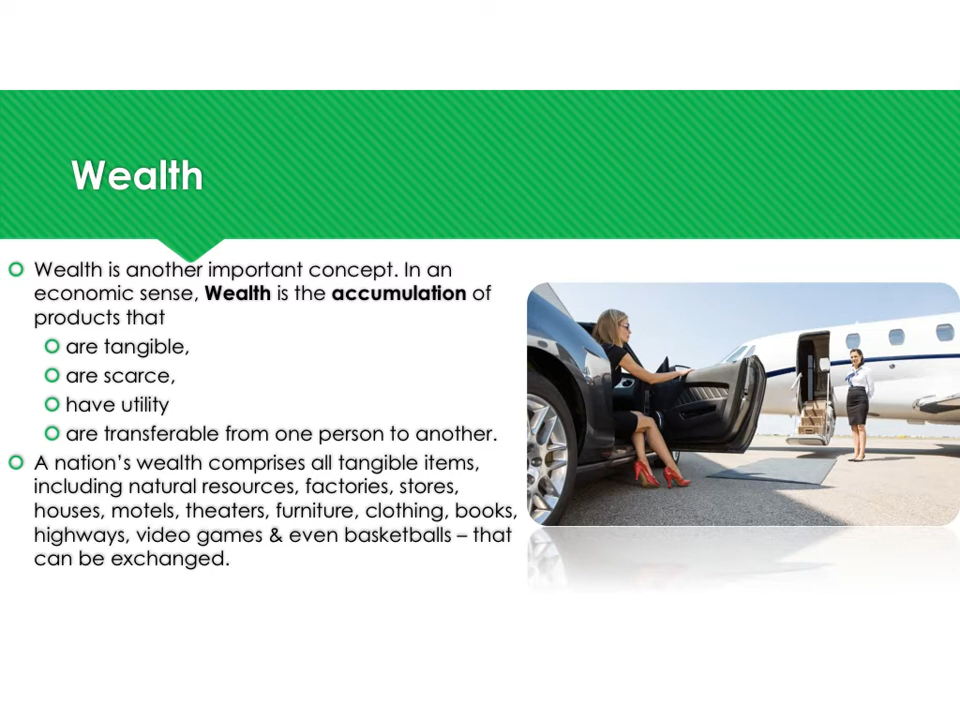 Wealth
Wealth is another important concept. In an
economic sense, Wealth is the accumulation of
products that
are tangible,
are scarce,
have utility
are transferable from one person to another.
A nation’s wealth comprises all tangible items,
including natural resources, factories, stores,
houses, motels, theaters, furniture, clothing, books,
highways, video games & even basketballs – that
can be exchanged.